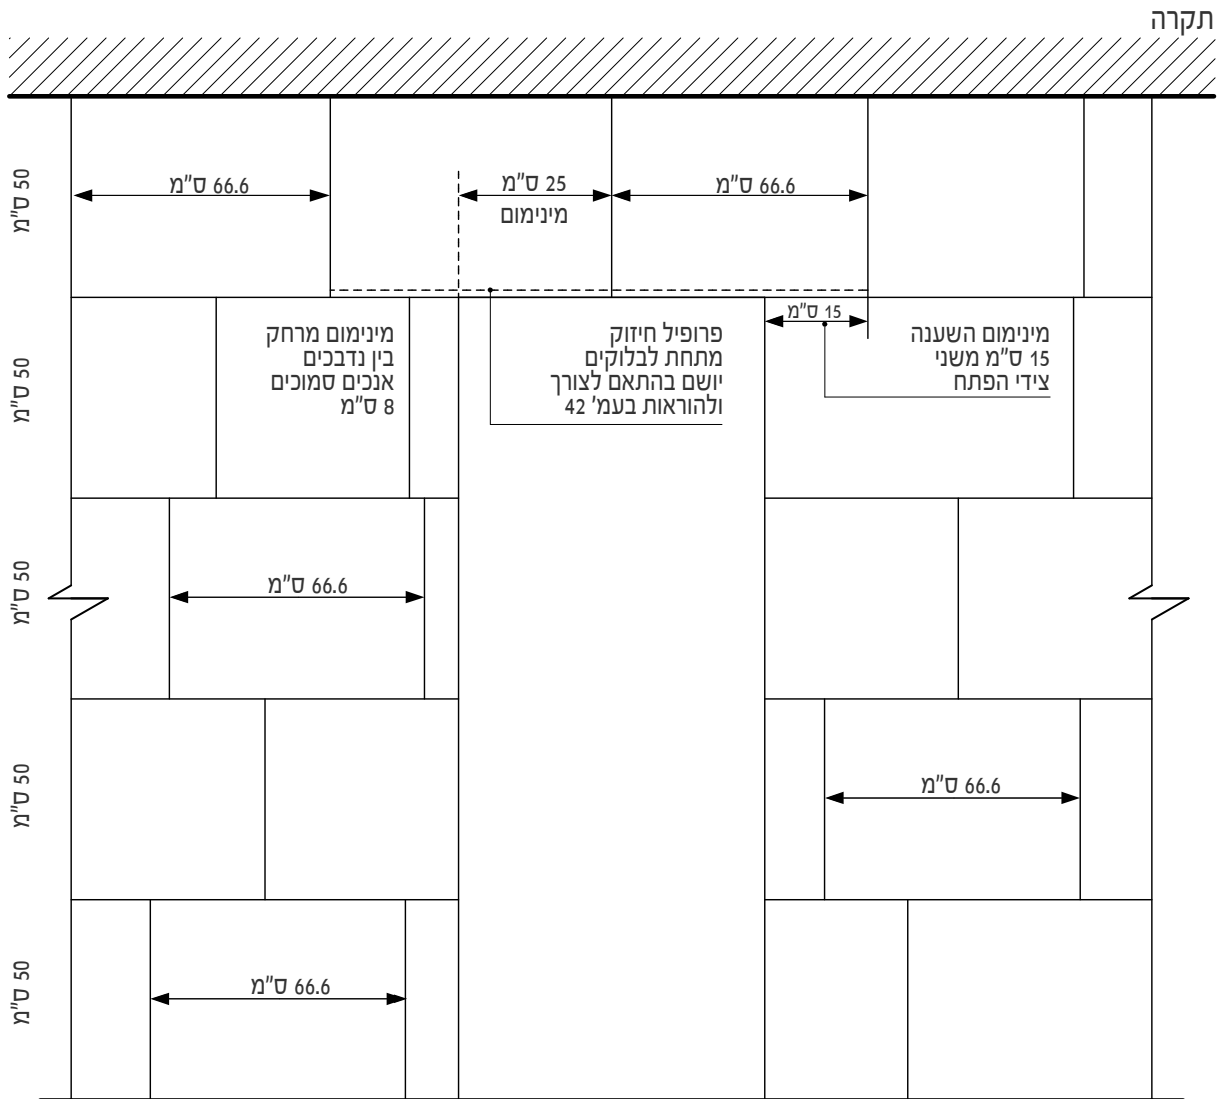 תקרה
50 ס"מ
66.6 ס"מ
25 ס"מ
מינימום
66.6 ס"מ
50 ס"מ
15 ס"מ
מינימום השענה
15 ס"מ משני
צידי הפתח
פרופיל חיזוק
מתחת לבלוקים
יושם בהתאם לצורך
ולהוראות בעמ' 42
מינימום מרחק
בין נדבכים
אנכים סמוכים
8 ס"מ
50 ס"מ
66.6 ס"מ
50 ס"מ
66.6 ס"מ
50 ס"מ
66.6 ס"מ